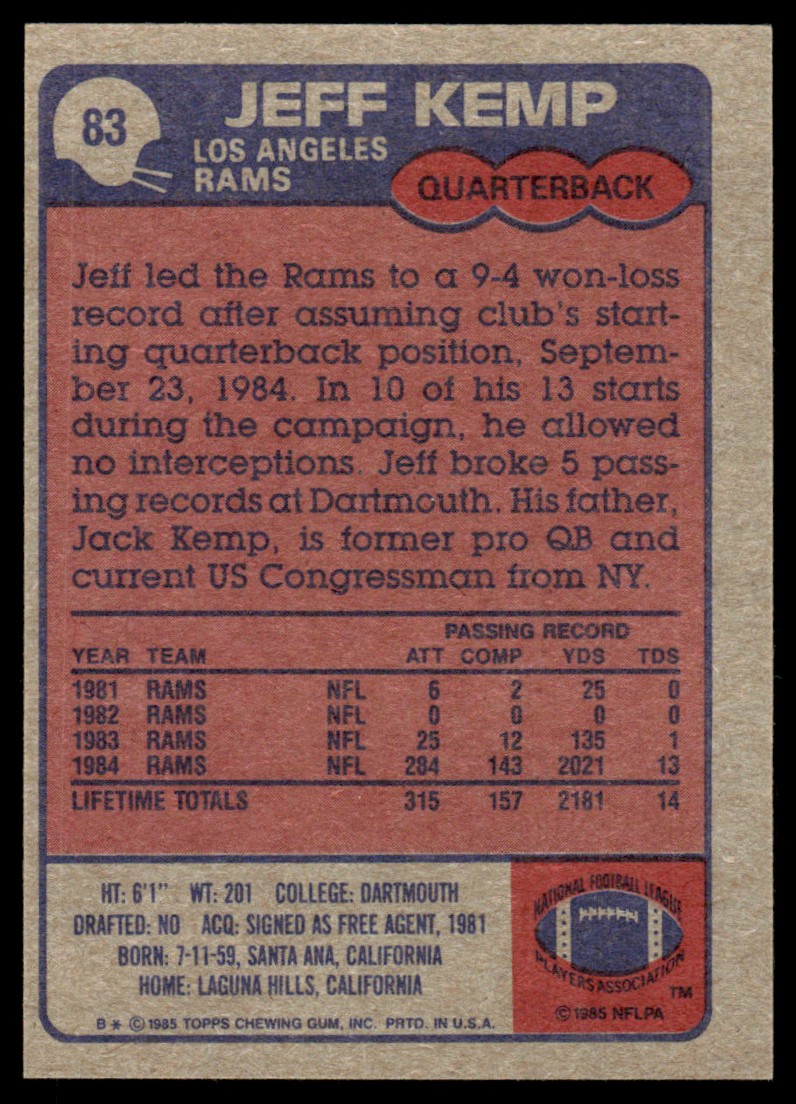 83
JEFF KEMP
LOS ANGELES
RAMS
QUARTERBACK
Jeff led the Rams to a 9-4 won-loss
record after assuming club's start-
ing quarterback position, Septem-
ber 23, 1984. In 10 of his 13 starts
during the campaign, he allowed
no interceptions. Jeff broke 5 pass-
ing records at Dartmouth. His father,
Jack Kemp, is former pro QB and
current US Congressman from NY.
PASSING RECORD
YEAR TEAM ATT COMP YDS TDS
1981 RAMS NFL 6 2 25 0
1982 RAMS NFL 0 0 0 0
1983 RAMS NFL 25 12 135 1
1984 RAMS NFL 284 143 2021 13
LIFETIME TOTALS 315 157 2181 14
HT: 6'1" WT: 201 COLLEGE: DARTMOUTH
DRAFTED: NO ACQ: SIGNED AS FREE AGENT, 1981
BORN: 7-11-59, SANTA ANA, CALIFORNIA
HOME: LAGUNA HILLS, CALIFORNIA
B * © 1985 TOPPS CHEWING GUM, INC. PRTD. IN U.S.A.
NATIONAL FOOTBALL LEAGUE
PLAYERS ASSOCIATION
TM
© 1985 NFLPA